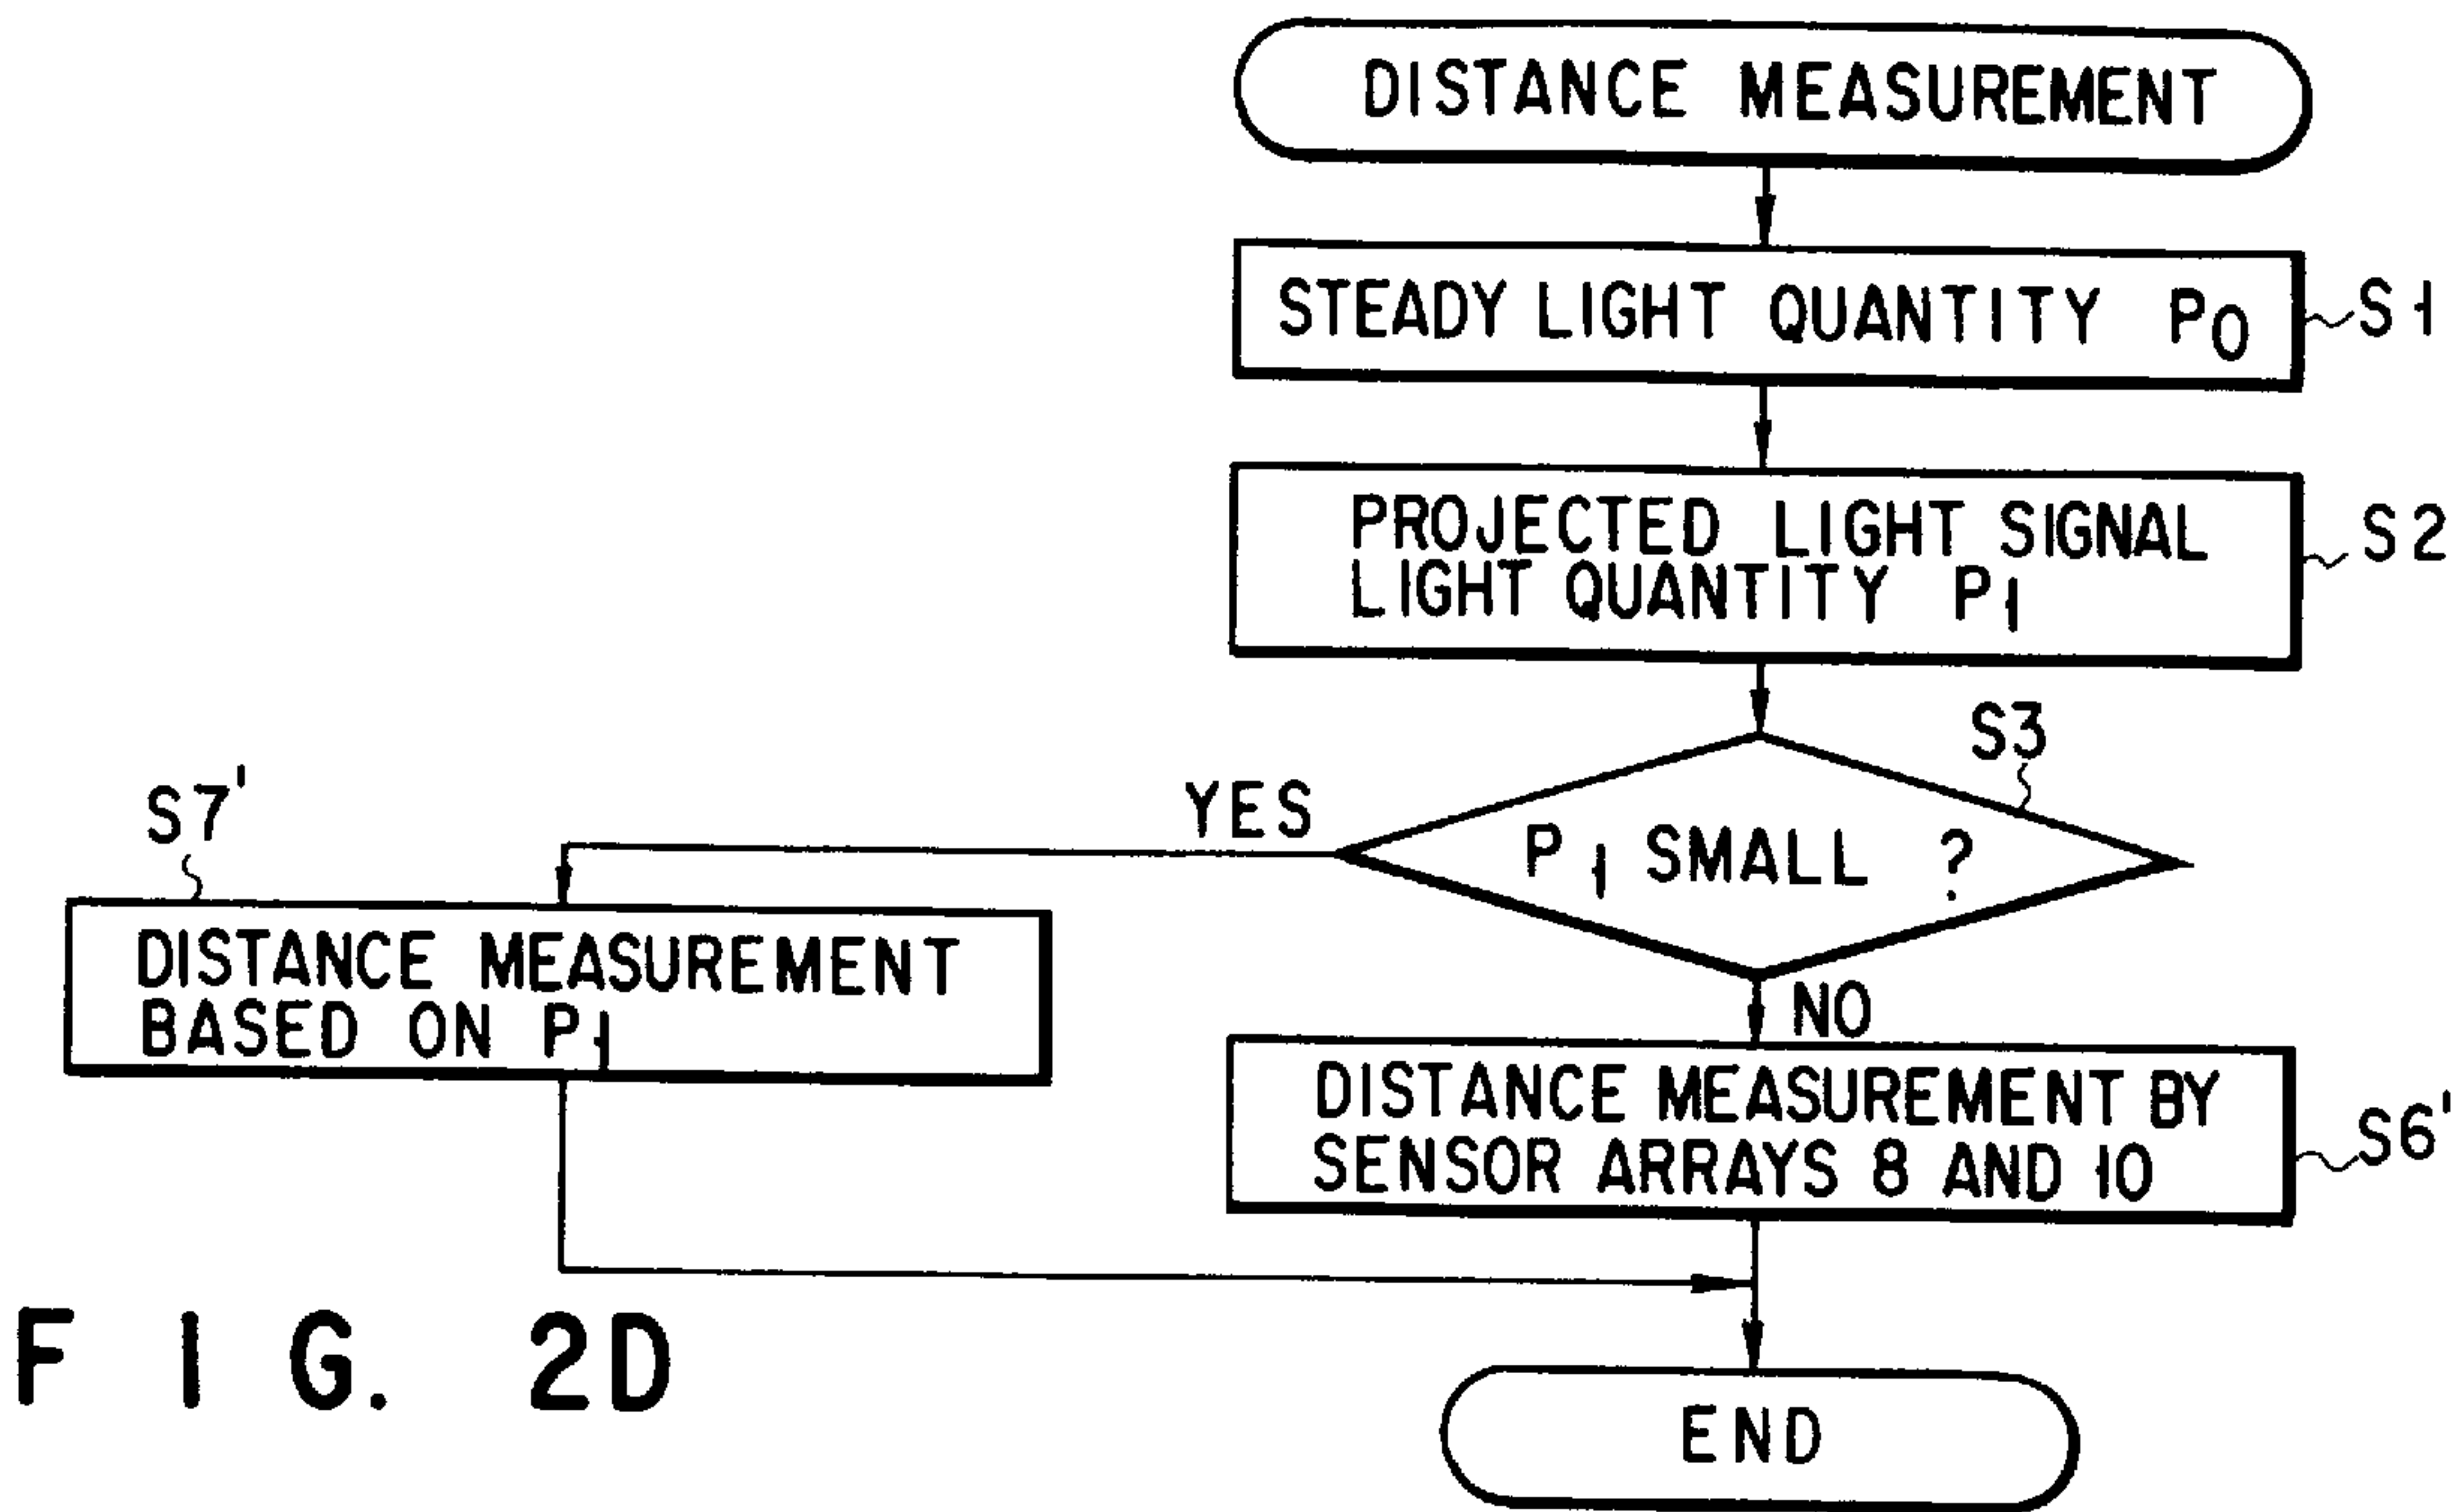 DISTANCE MEASUREMENT
STEADY LIGHT QUANTITY P0
S1
PROJECTED LIGHT SIGNAL
LIGHT QUANTITY P1
S2
S3
P1 SMALL ?
YES
S7'
DISTANCE MEASUREMENT
BASED ON P1
NO
DISTANCE MEASUREMENT BY
SENSOR ARRAYS 8 AND 10
S6'
END
FIG. 2D